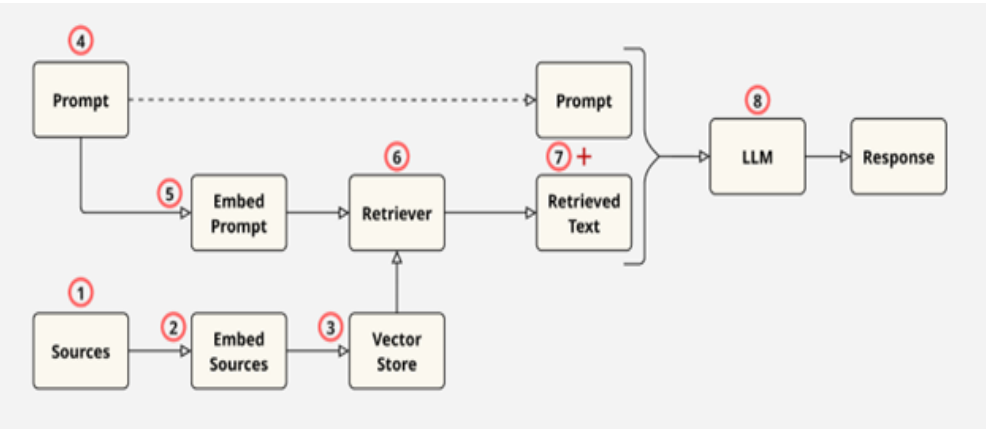 4
Prompt
Prompt
8
LLM
Response
7 +
Retrieved
Text
6
Retriever
5
Embed
Prompt
1
Sources
2
Embed
Sources
3
Vector
Store